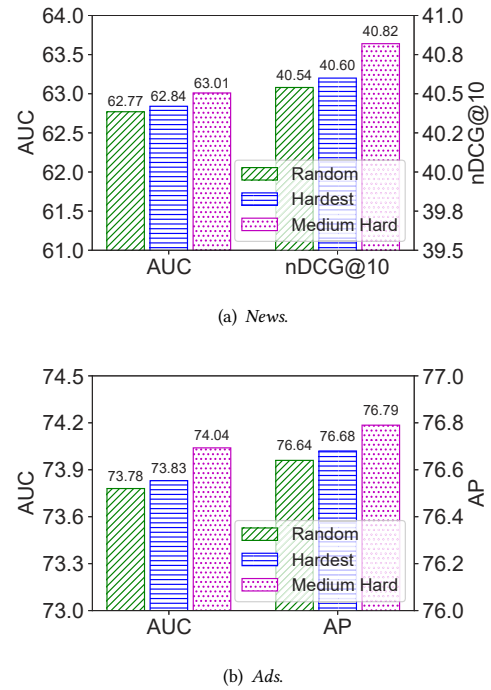 64.0
63.5
63.0
62.5
62.0
61.5
61.0
AUC
41.0
40.8
40.5
40.2
40.0
39.8
39.5
nDCG@10
62.77
62.84
63.01
40.54
40.60
40.82
Random
Hardest
Medium Hard
AUC
nDCG@10
(a) News.
74.5
74.2
73.9
73.6
73.3
73.0
AUC
77.0
76.8
76.6
76.4
76.2
76.0
AP
73.78
73.83
74.04
76.64
76.68
76.79
Random
Hardest
Medium Hard
AUC
AP
(b) Ads.